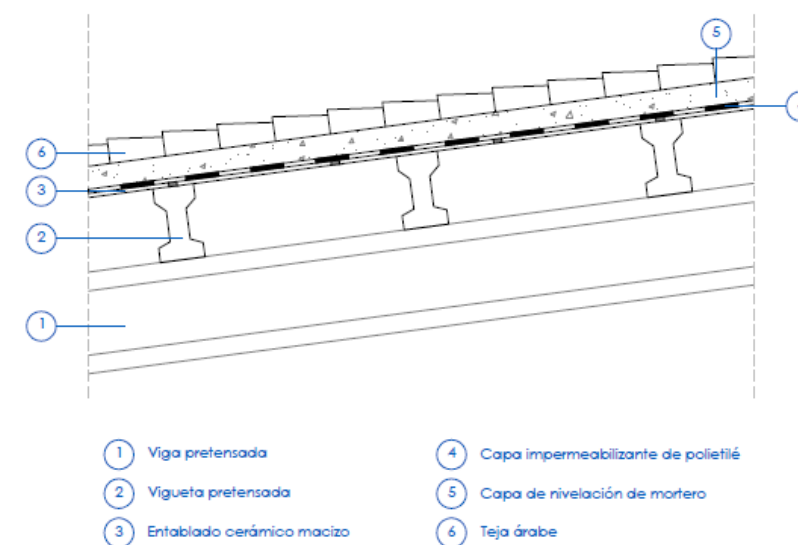 5
6
3
2
1
1 Viga pretensada
2 Vigueta pretensada
3 Entablado cerámico macizo
4 Capa impermeabilizante de polietilé
5 Capa de nivelación de mortero
6 Teja árabe